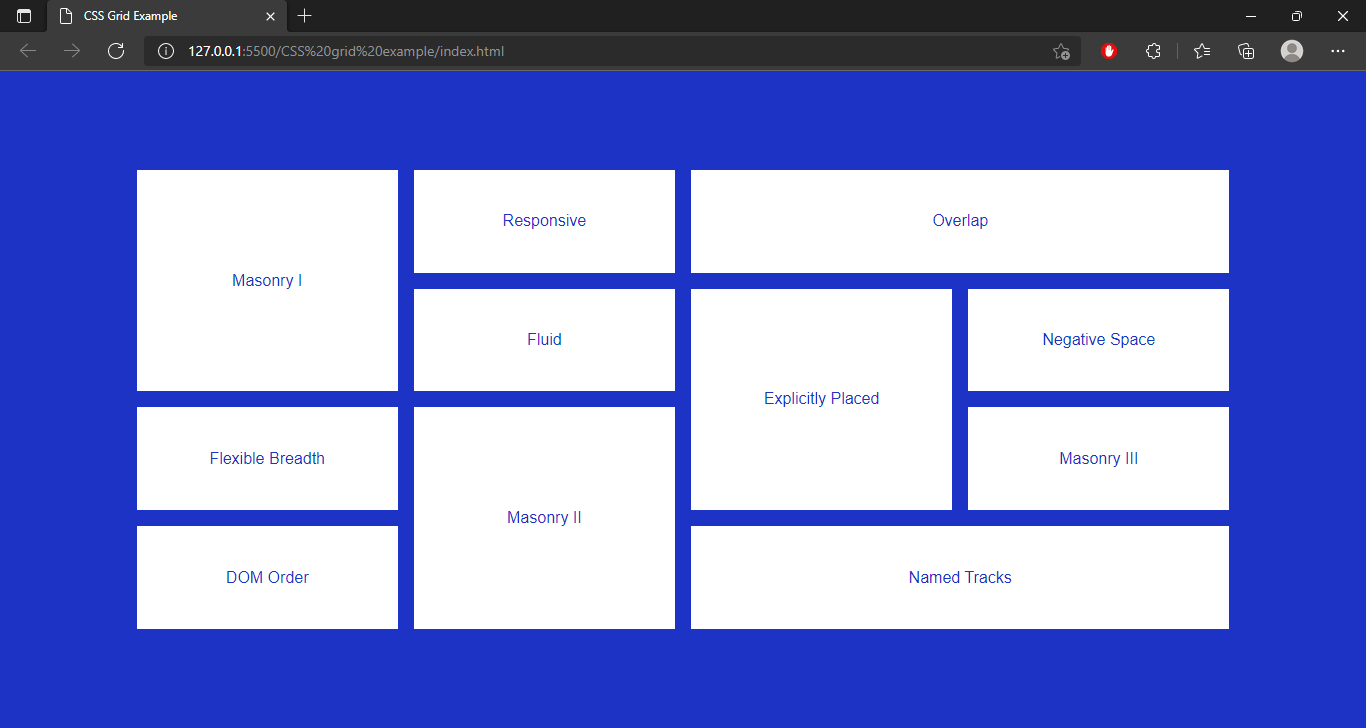 CSS Grid Example
127.0.0.1:5500/CSS%20grid%20example/index.html
Masonry I
Responsive
Overlap
Fluid
Explicitly Placed
Negative Space
Flexible Breadth
Masonry II
Masonry III
DOM Order
Named Tracks